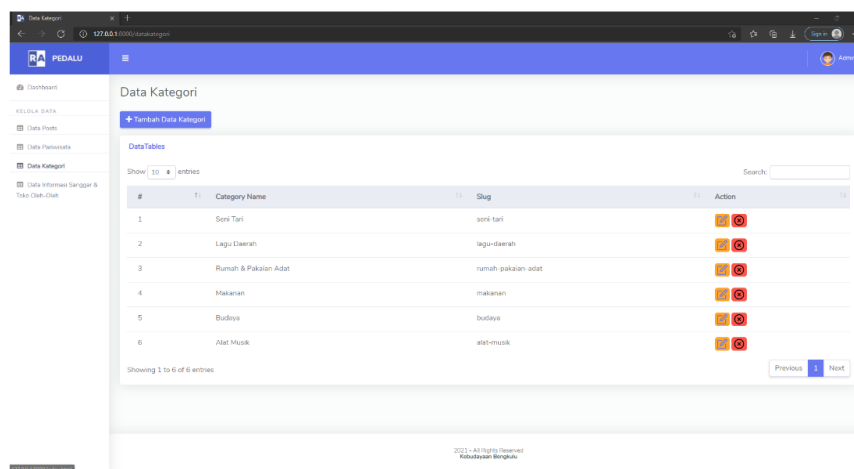 Data Kategori
127.0.0.1:8000/datakategori
Sign in
RA PEDALU
Admin
Dashboard
KELOLA DATA
Data Posts
Data Pariwisata
Data Kategori
Data Informasi Sanggar &
Toko Oleh-Oleh
Data Kategori
+ Tambah Data Kategori
DataTables
Show 10 entries
Search:
# Category Name Slug Action
1 Seni Tari seni-tari
2 Lagu Daerah lagu-daerah
3 Rumah & Pakaian Adat rumah-pakaian-adat
4 Makanan makanan
5 Budaya budaya
6 Alat Musik alat-musik
Showing 1 to 6 of 6 entries
Previous 1 Next
2021 - All Rights Reserved
Kebudayaan Bengkulu